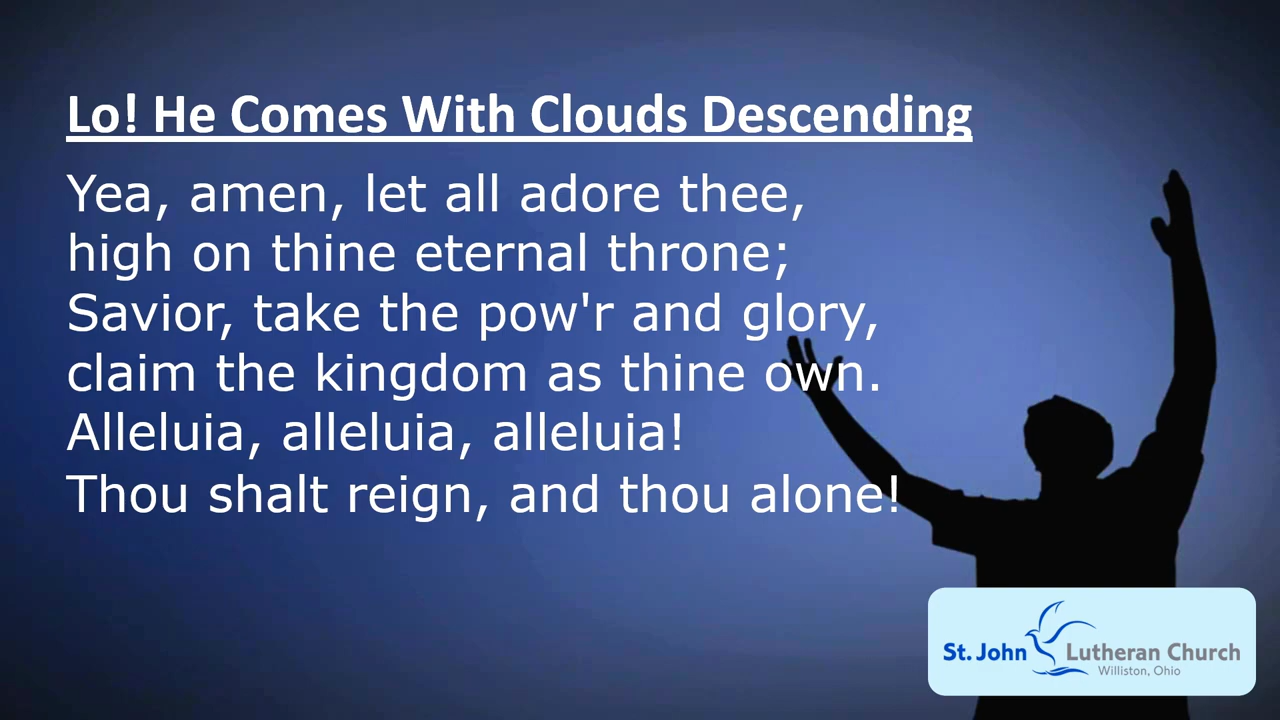 Lo! He Comes With Clouds Descending
Yea, amen, let all adore thee,
high on thine eternal throne;
Savior, take the pow'r and glory,
claim the kingdom as thine own.
Alleluia, alleluia, alleluia!
Thou shalt reign, and thou alone!
St. John Lutheran Church
Williston, Ohio